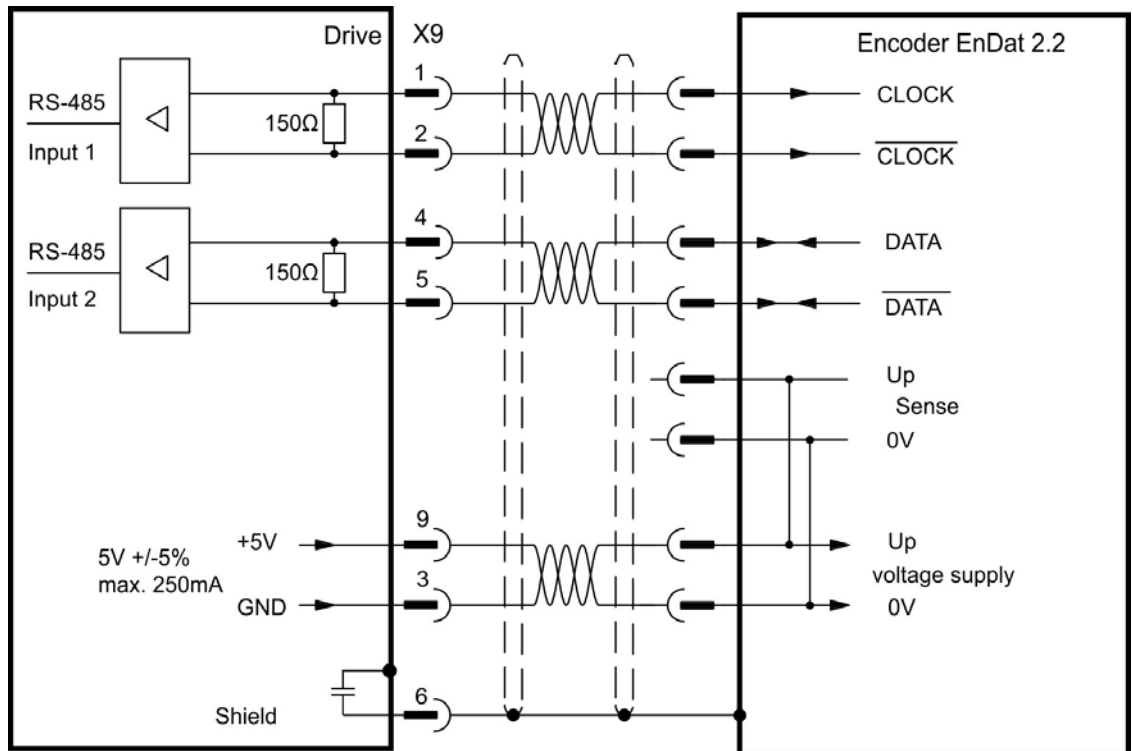 Drive
X9
Encoder EnDat 2.2
1
RS-485
CLOCK
150Ω
2
Input 1
CLOCK
4
RS-485
DATA
150Ω
5
Input 2
DATA
Up
Sense
0V
9
+5V
5V +/-5%
Up
max. 250mA
voltage supply
3
GND
0V
6
Shield